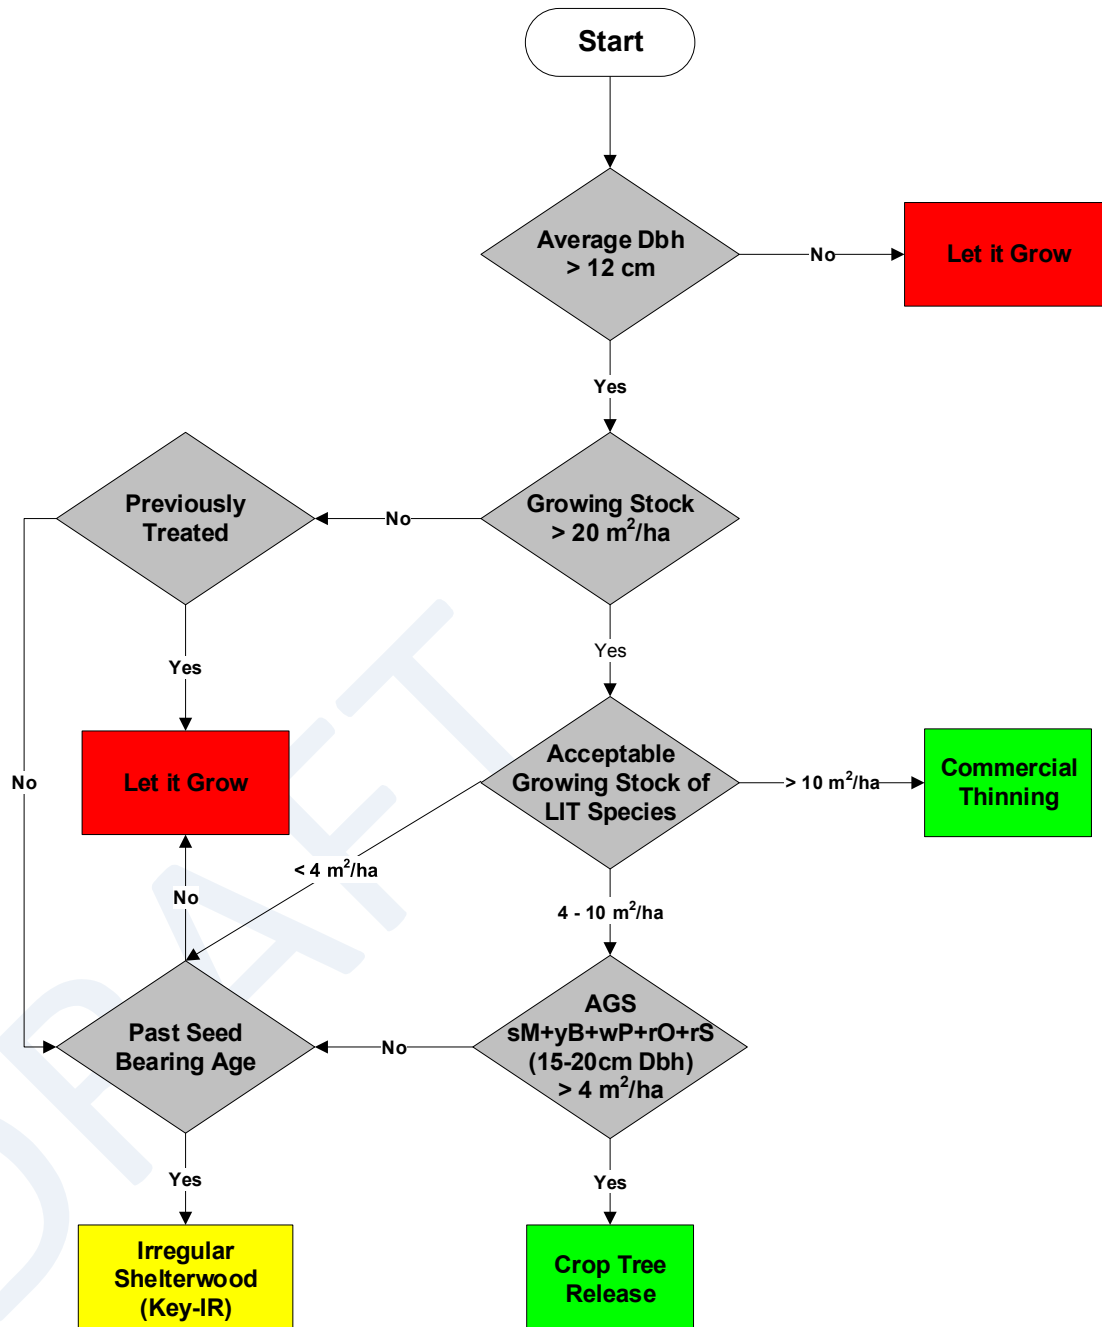 Start
Average Dbh
> 12 cm
No
Let it Grow
Yes
Previously
Treated
No
Growing Stock
> 20 m²/ha
Yes
Yes
No
Let it Grow
Acceptable
Growing Stock of
LIT Species
> 10 m²/ha
Commercial
Thinning
< 4 m²/ha
No
4 - 10 m²/ha
Past Seed
Bearing Age
No
AGS
sM+yB+wP+rO+rS
(15-20cm Dbh)
> 4 m²/ha
Yes
Yes
Irregular
Shelterwood
(Key-IR)
Crop Tree
Release
DRAFT